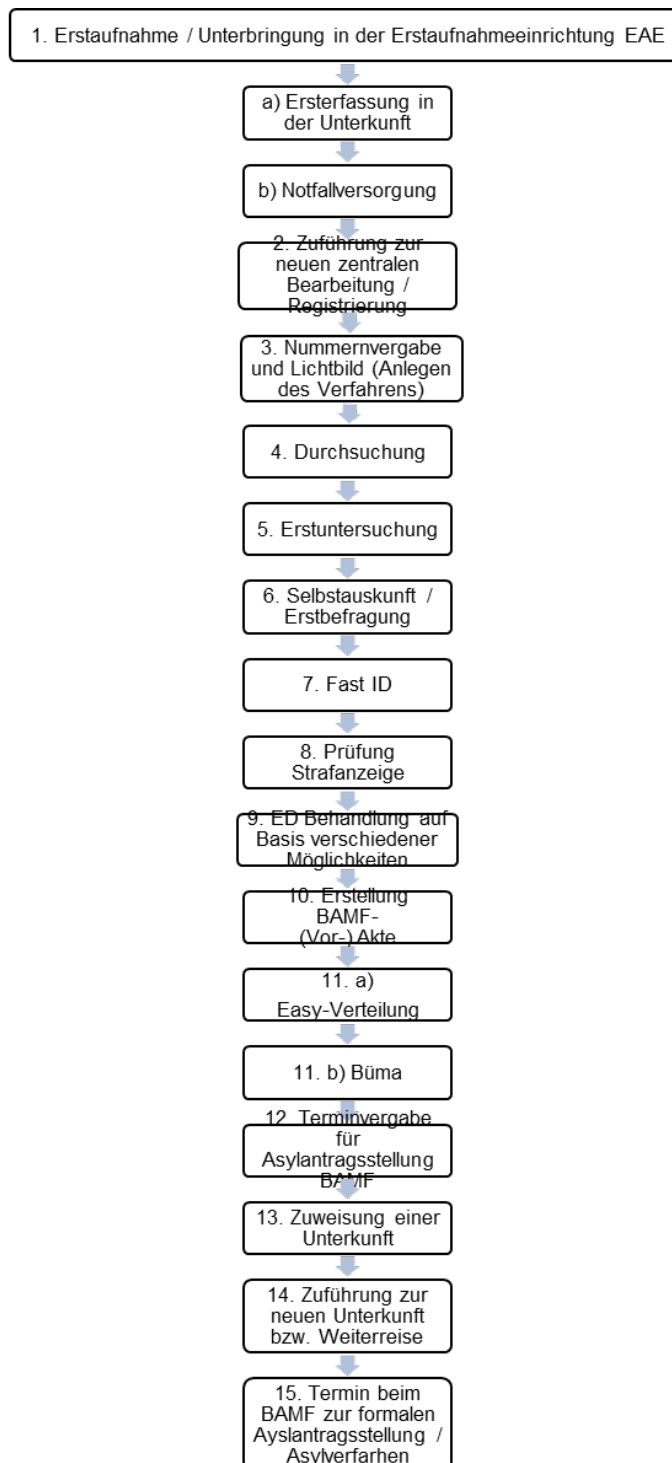 1. Erstaufnahme / Unterbringung in der Erstaufnahmeeinrichtung EAE
a) Ersterfassung in
der Unterkunft
b) Notfallversorgung
2. Zuführung zur
neuen zentralen
Bearbeitung /
Registrierung
3. Nummernvergabe
und Lichtbild (Anlegen
des Verfahrens)
4. Durchsuchung
5. Erstuntersuchung
6. Selbstauskunft /
Erstbefragung
7. Fast ID
8. Prüfung
Strafanzeige
9. ED Behandlung auf
Basis verschiedener
Möglichkeiten
10. Erstellung
BAMF-
(Vor-) Akte
11. a)
Easy-Verteilung
11. b) Büma
12. Terminvergabe
für
Asylantragsstellung
BAMF
13. Zuweisung einer
Unterkunft
14. Zuführung zur
neuen Unterkunft
bzw. Weiterreise
15. Termin beim
BAMF zur formalen
Ayslantragsstellung /
Asylverfarhen